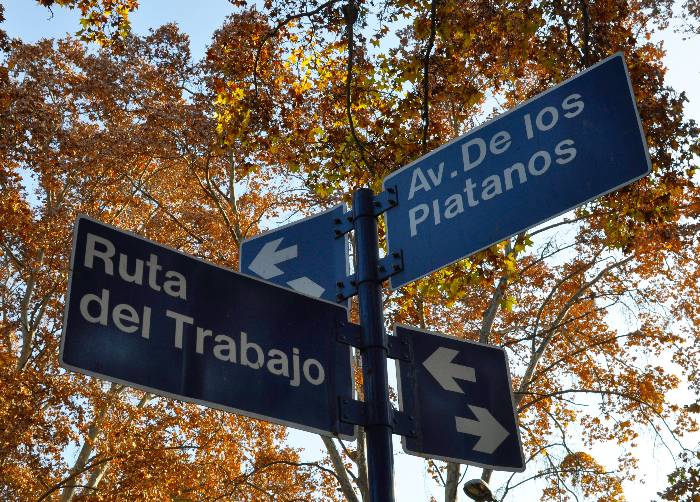 Av. De los
Platanos
Ruta
del Trabajo